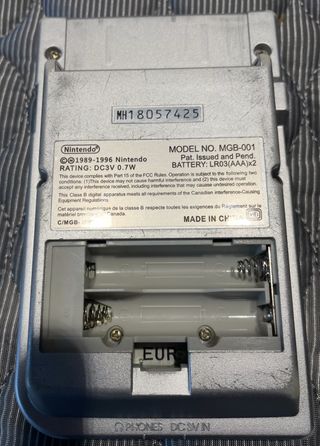 MH18057425
Nintendo®
MODEL NO. MGB-001
©Ⓜ1989-1996 Nintendo
Pat. Issued and Pend.
RATING: DC3V 0.7W
BATTERY: LR03(AAA)x2
This device complies with Part 15 of the FCC Rules. Operation is subject to the following two
conditions: (1)This device may not cause harmful interference and (2) this device must
accept any interference received, including interference that may cause undesired operation.
This Class B digital apparatus meets all requirements of the Canadian Interference-Causing
Equipment Regulations.
Cet appareil numérique de la classe B respecte toutes les exigences du Règlement sur le
matériel brouilleur du Canada.
C/MGB-
MADE IN CHINA
EUR
PHONES DC3V IN